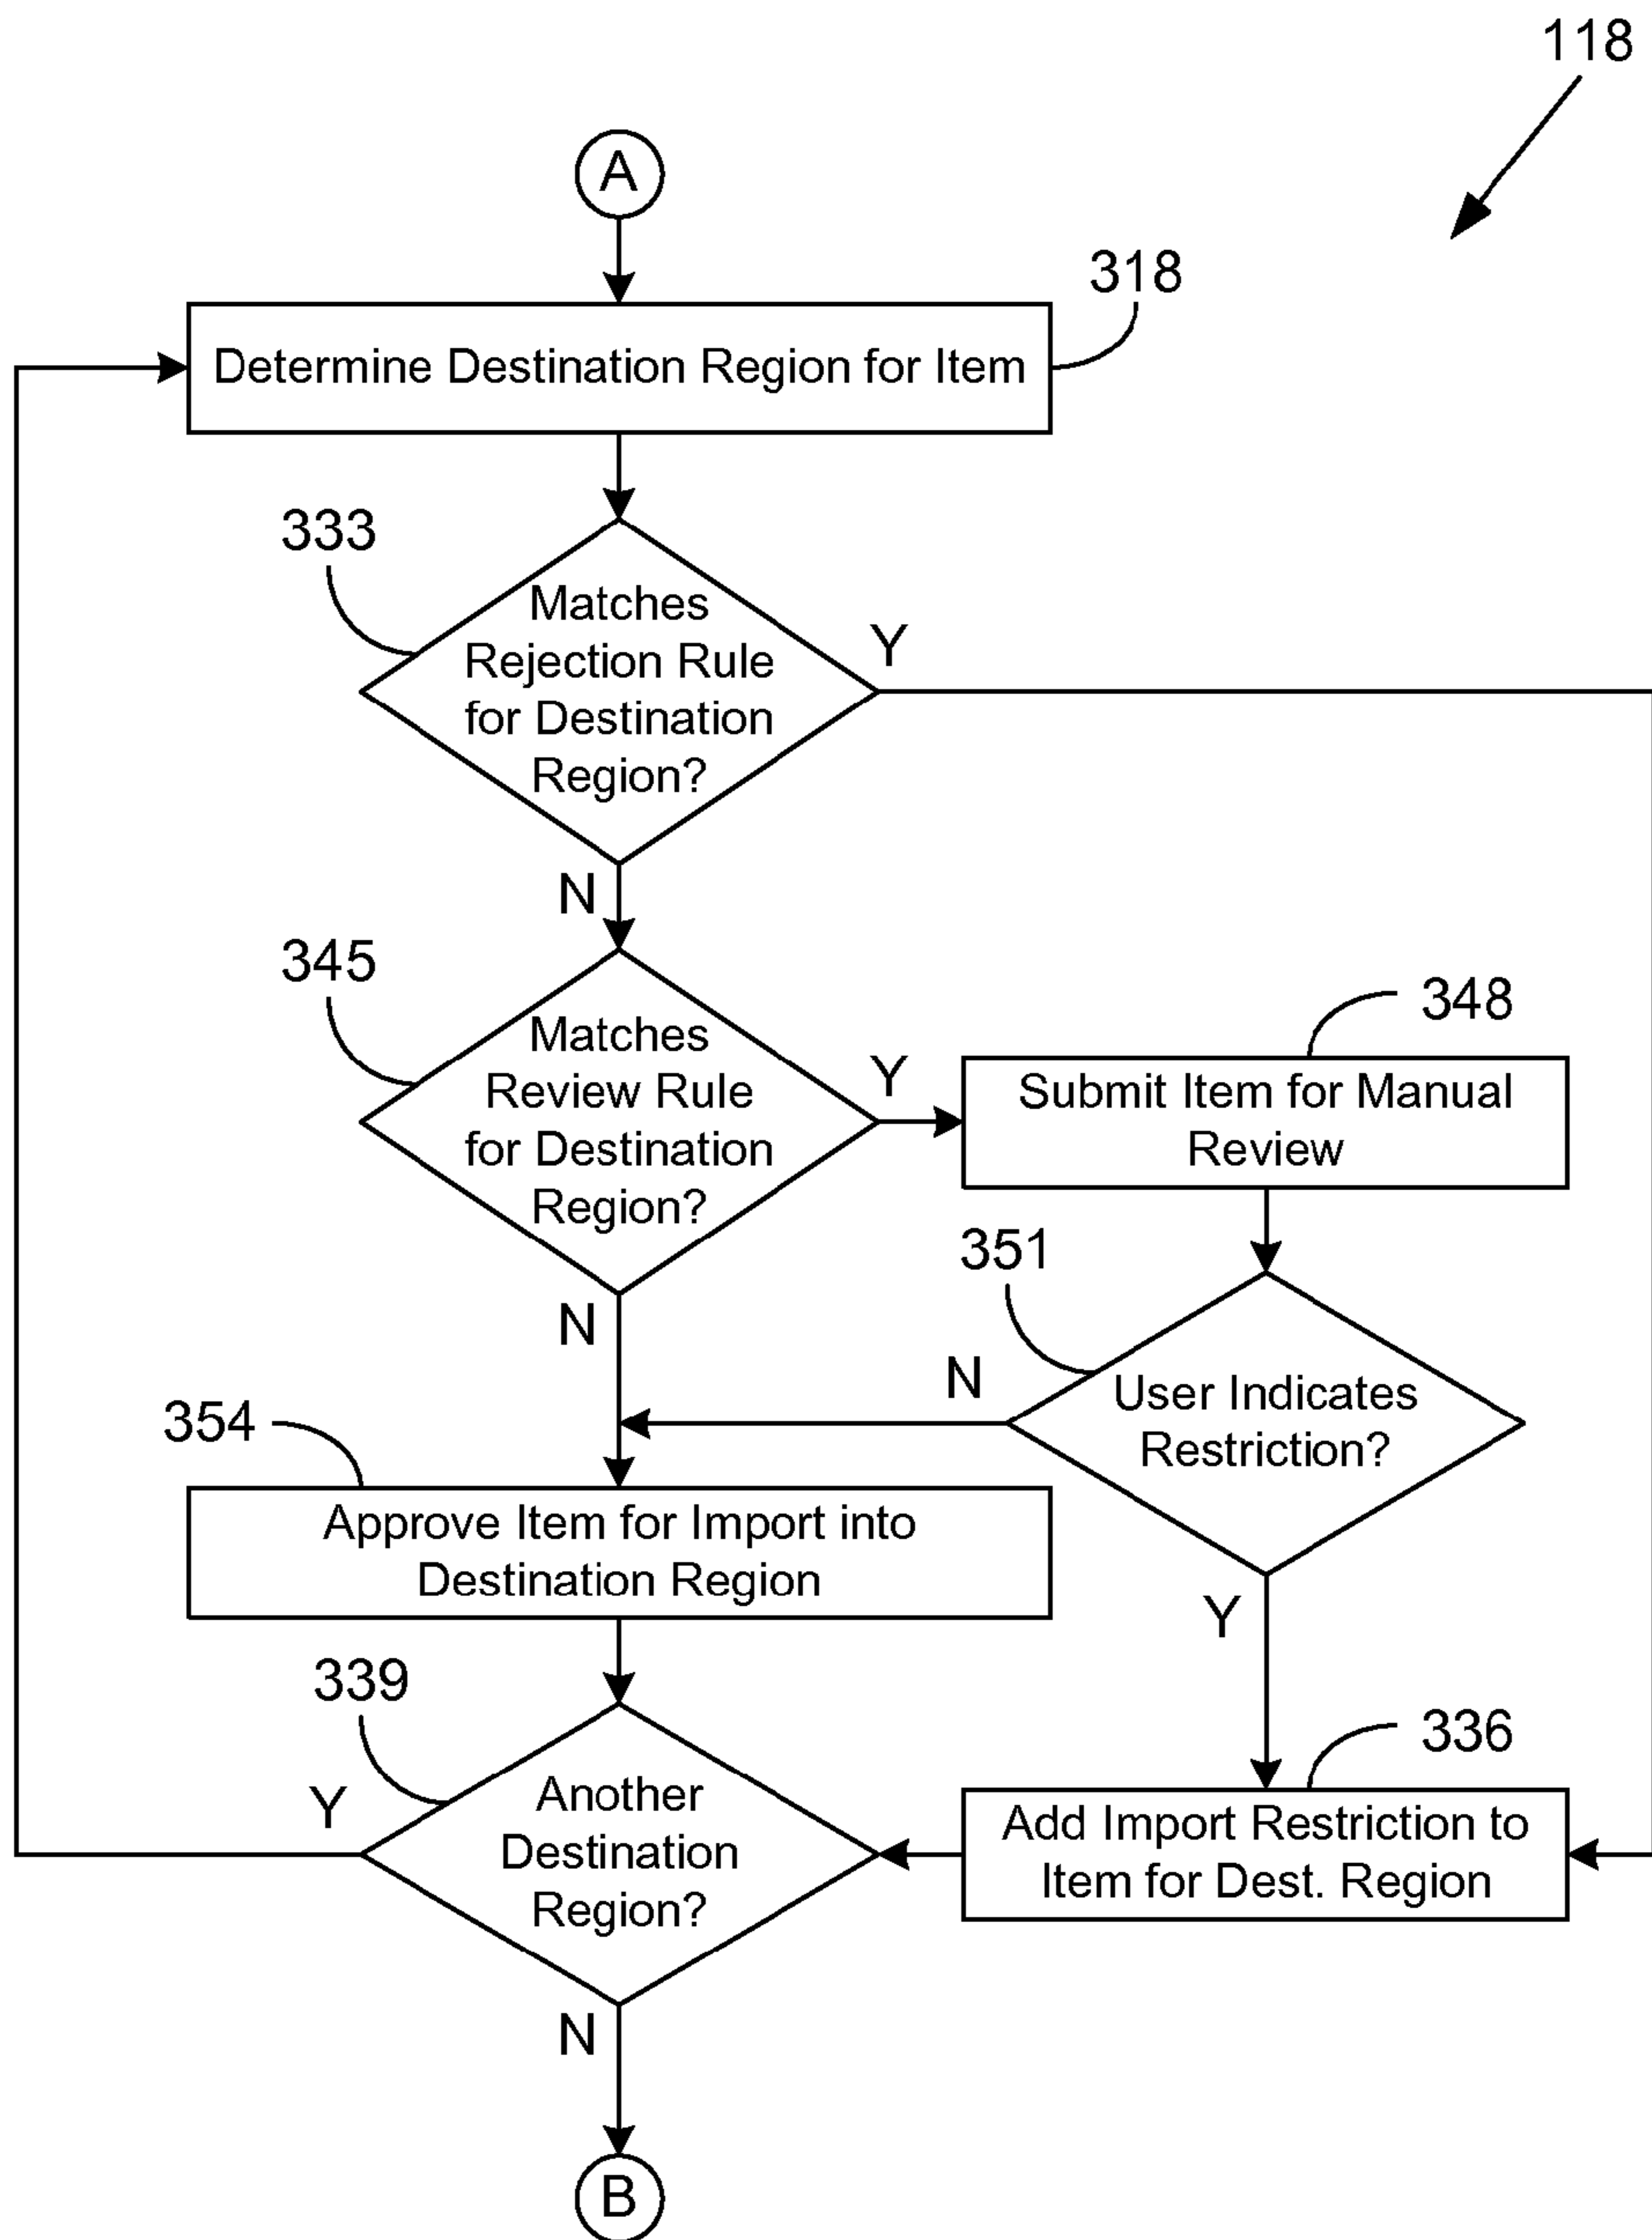 118
A
318
Determine Destination Region for Item
333
Matches
Rejection Rule
for Destination
Region?
Y
N
345
Matches
Review Rule
for Destination
Region?
Y
348
Submit Item for Manual
Review
N
351
User Indicates
Restriction?
N
Y
354
Approve Item for Import into
Destination Region
339
Another
Destination
Region?
Y
336
Add Import Restriction to
Item for Dest. Region
N
B